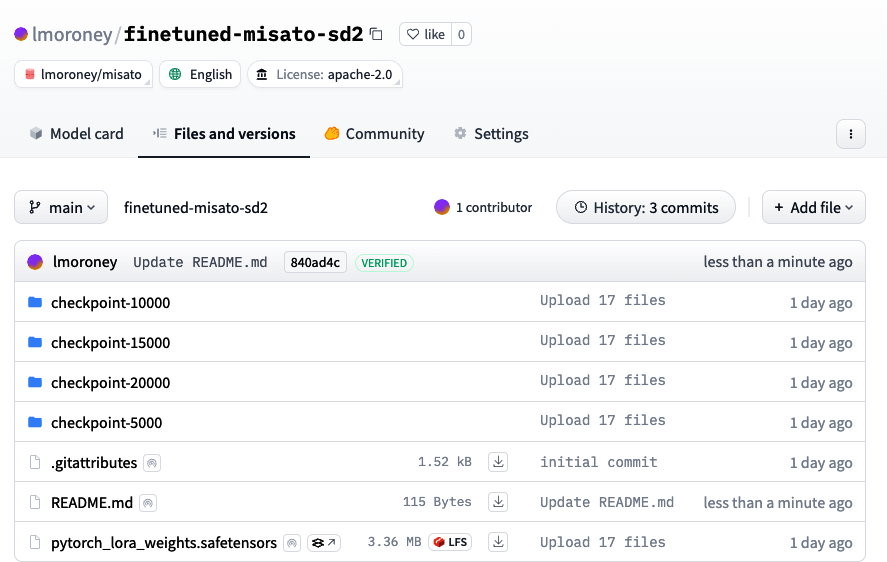 lmoroney/finetuned-misato-sd2 like 0
lmoroney/misato English License: apache-2.0
Model card Files and versions Community Settings
main finetuned-misato-sd2 1 contributor History: 3 commits + Add file
lmoroney Update README.md 840ad4c VERIFIED less than a minute ago
checkpoint-10000 Upload 17 files 1 day ago
checkpoint-15000 Upload 17 files 1 day ago
checkpoint-20000 Upload 17 files 1 day ago
checkpoint-5000 Upload 17 files 1 day ago
.gitattributes 1.52 kB initial commit 1 day ago
README.md 115 Bytes Update README.md less than a minute ago
pytorch_lora_weights.safetensors 3.36 MB LFS Upload 17 files 1 day ago